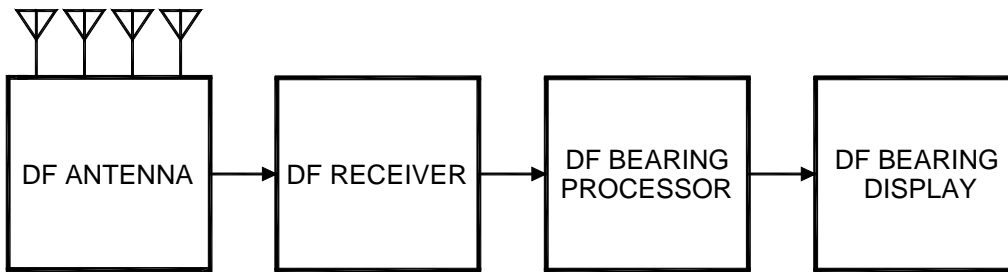 DF ANTENNA
DF RECEIVER
DF BEARING
PROCESSOR
DF BEARING
DISPLAY